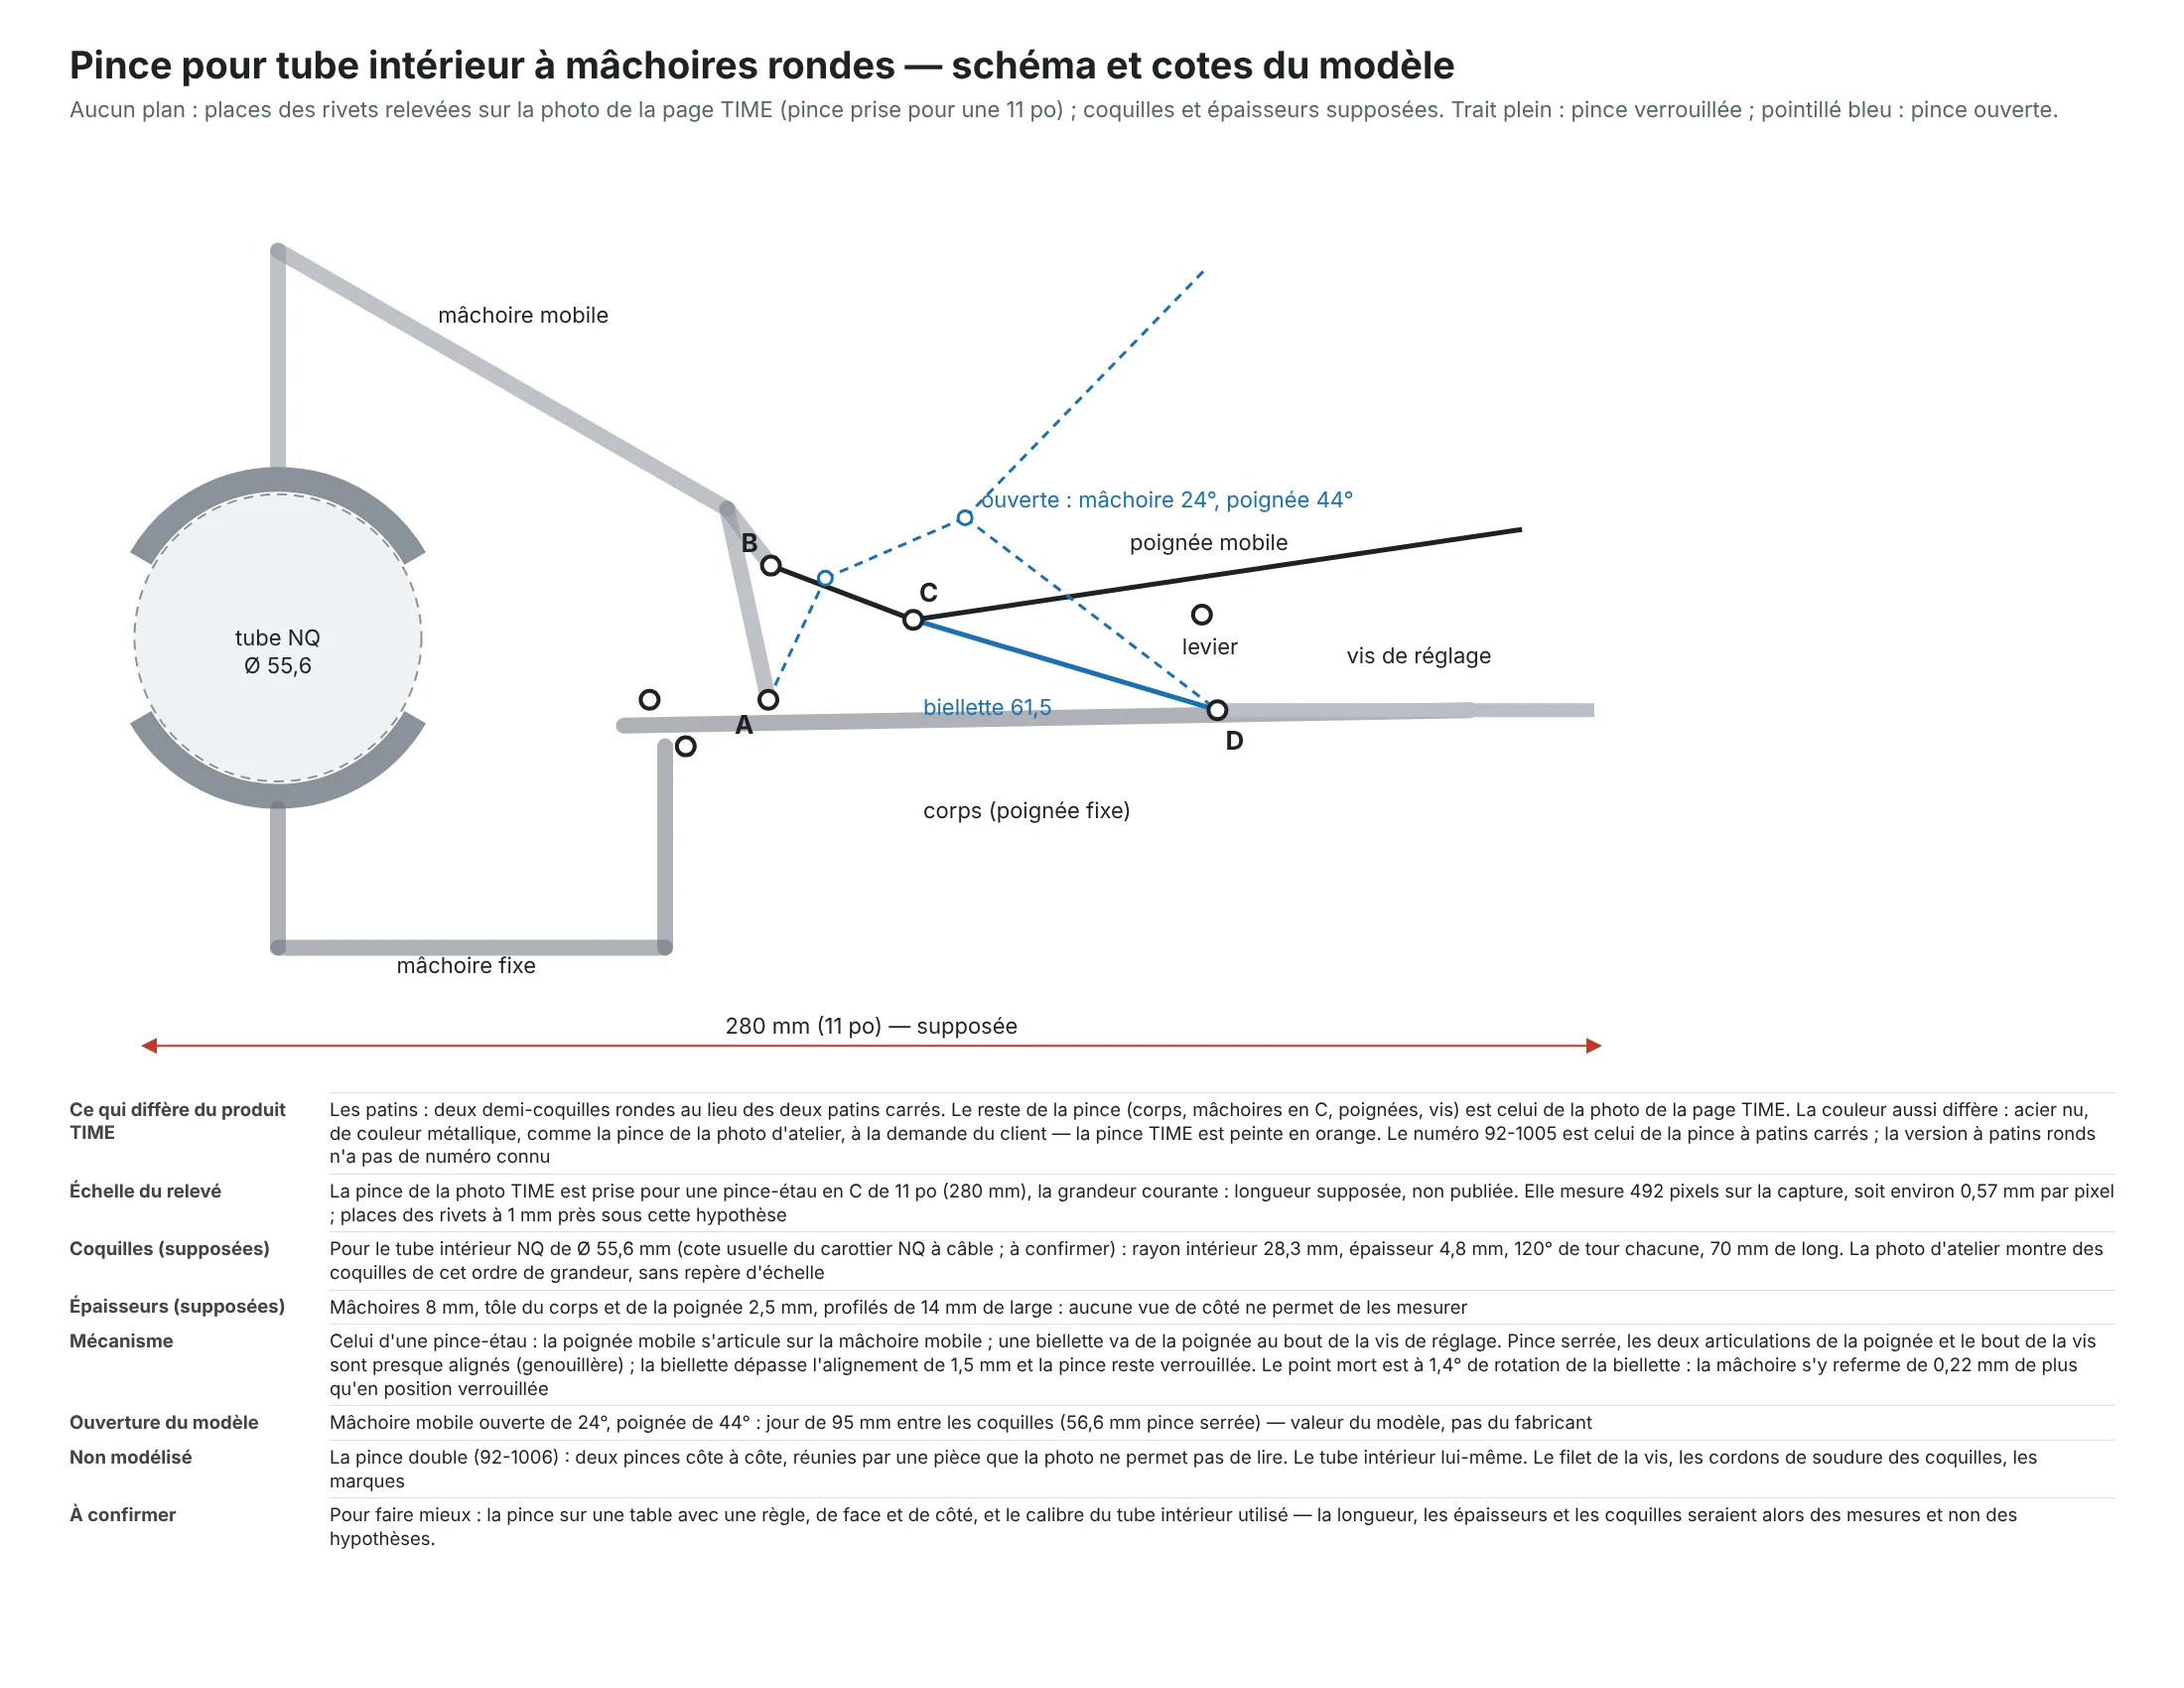 Pince pour tube intérieur à mâchoires rondes — schéma et cotes du modèle
Aucun plan : places des rivets relevées sur la photo de la page TIME (pince prise pour une 11 po) ; coquilles et épaisseurs supposées. Trait plein : pince verrouillée ; pointillé bleu : pince ouverte.
mâchoire mobile
ouverte : mâchoire 24°, poignée 44°
poignée mobile
B
C
tube NQ
Ø 55,6
levier
vis de réglage
biellette 61,5
A
D
corps (poignée fixe)
mâchoire fixe
280 mm (11 po) — supposée
Ce qui diffère du produit
TIME
Les patins : deux demi-coquilles rondes au lieu des deux patins carrés. Le reste de la pince (corps, mâchoires en C, poignées, vis) est celui de la photo de la page TIME. La couleur aussi diffère : acier nu,
de couleur métallique, comme la pince de la photo d'atelier, à la demande du client — la pince TIME est peinte en orange. Le numéro 92-1005 est celui de la pince à patins carrés ; la version à patins ronds
n'a pas de numéro connu
Échelle du relevé
La pince de la photo TIME est prise pour une pince-étau en C de 11 po (280 mm), la grandeur courante : longueur supposée, non publiée. Elle mesure 492 pixels sur la capture, soit environ 0,57 mm par pixel
; places des rivets à 1 mm près sous cette hypothèse
Coquilles (supposées)
Pour le tube intérieur NQ de Ø 55,6 mm (cote usuelle du carottier NQ à câble ; à confirmer) : rayon intérieur 28,3 mm, épaisseur 4,8 mm, 120° de tour chacune, 70 mm de long. La photo d'atelier montre des
coquilles de cet ordre de grandeur, sans repère d'échelle
Épaisseurs (supposées)
Mâchoires 8 mm, tôle du corps et de la poignée 2,5 mm, profilés de 14 mm de large : aucune vue de côté ne permet de les mesurer
Mécanisme
Celui d'une pince-étau : la poignée mobile s'articule sur la mâchoire mobile ; une biellette va de la poignée au bout de la vis de réglage. Pince serrée, les deux articulations de la poignée et le bout de la vis
sont presque alignés (genouillère) ; la biellette dépasse l'alignement de 1,5 mm et la pince reste verrouillée. Le point mort est à 1,4° de rotation de la biellette : la mâchoire s'y referme de 0,22 mm de plus
qu'en position verrouillée
Ouverture du modèle
Mâchoire mobile ouverte de 24°, poignée de 44° : jour de 95 mm entre les coquilles (56,6 mm pince serrée) — valeur du modèle, pas du fabricant
Non modélisé
La pince double (92-1006) : deux pinces côte à côte, réunies par une pièce que la photo ne permet pas de lire. Le tube intérieur lui-même. Le filet de la vis, les cordons de soudure des coquilles, les
marques
À confirmer
Pour faire mieux : la pince sur une table avec une règle, de face et de côté, et le calibre du tube intérieur utilisé — la longueur, les épaisseurs et les coquilles seraient alors des mesures et non des
hypothèses.